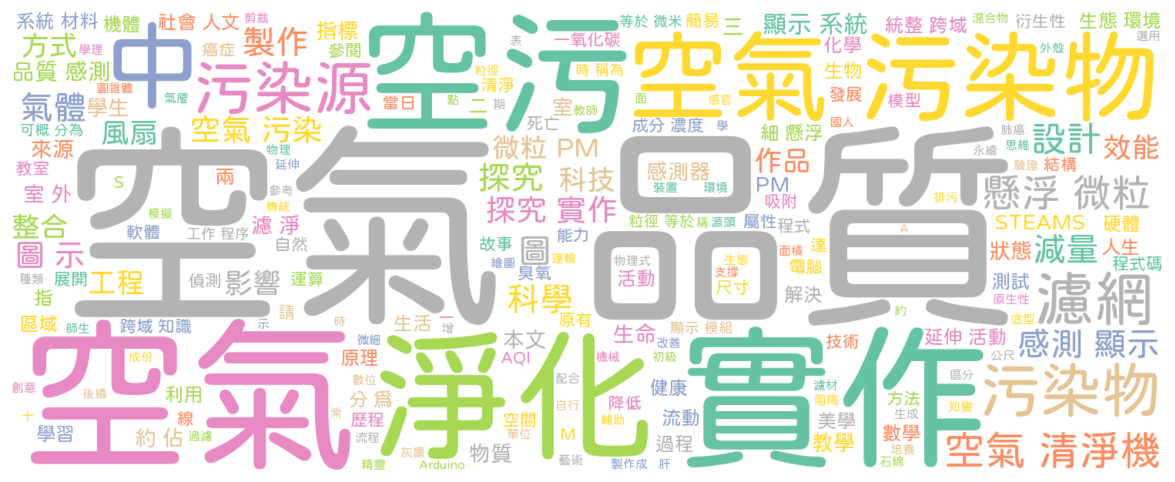 系統 材料
機體
社會 人文
剪裁
指標
方式
學理
癌症
參閱
製作
品質 感測
中
污染源
空污
等於 微米
簡易
三
顯示 系統
統整 跨域
衍生性
混合物
生態 環境
選用
一氧化碳
化學
外殼
粒徑
清淨
時 稱為
生物
空氣 污染物
表
氣體
圓錐體
氣層
學生
當日
點
二
期
室
教師
面
感官
發展
模型
可概 分為
風扇
空氣 污染
死亡
成分 濃度
學
細 懸浮
國人
肺癌
思維
設計
效能
來源
物理
延伸
微粒 PM
永續
驗證
結構
教室
室 外
S
兩
參考
傳統
空氣 品質
探究
科技
感測器
裝置
環境
作品
PM
吸附
排污
懸浮 微粒
整合
模擬
濾 淨
探究 實作
粒徑 等於
稱
源頭
屬性
程式
A
STEAMS
硬體
軟體
工作 程序
自然
故事
能力
圖
繪圖
運輸
臭氧
物理式
活動
生態
支撐
尺寸
面積
達
電腦
狀態
減量
人生
程式碼
圖 示
種類
展開
工程
偵測
影響
運算
科學
解決
測試
原生性
濾網
指
區域
師生
跨域 知識
示
請
時
生活
一
增
原有
生命
顯示 模組
約
造型
技術
延伸 活動
感測 顯示
空氣
淨化
實作
微細
本文
AQI
機械
改善
初級
公尺
成份
原理
創意
後續
利用
數位
分 爲
配合
自行
健康
濾材
阻隔
方法
生成
區分
知覺
污染物
十
學習
線
約 佔
過濾
常
歷程
流程
空間
單位
M
降低
輔助
流動
美學
教學
數學
培養
石綿
空氣 清淨機
灰塵
精靈
Arduino
物質
藝術
製作成
肝
過程